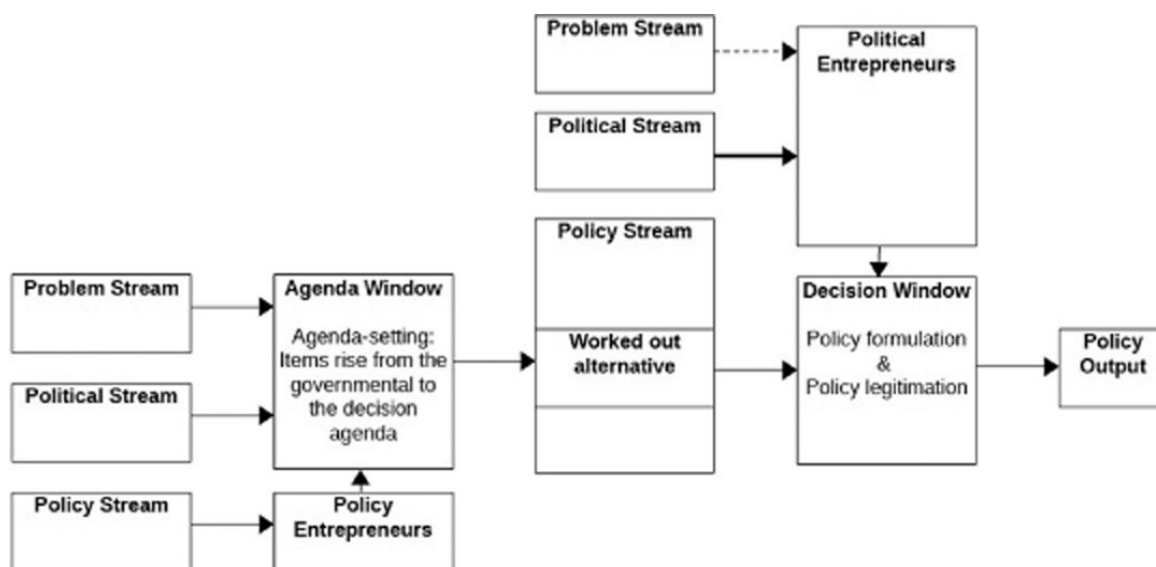 Problem Stream
Political
Entrepreneurs
Political Stream
Policy Stream
Worked out
alternative
Problem Stream
Political Stream
Policy Stream
Agenda Window
Agenda-setting:
Items rise from the
governmental to
the decision
agenda
Policy
Entrepreneurs
Decision Window
Policy formulation
&
Policy legitimation
Policy
Output